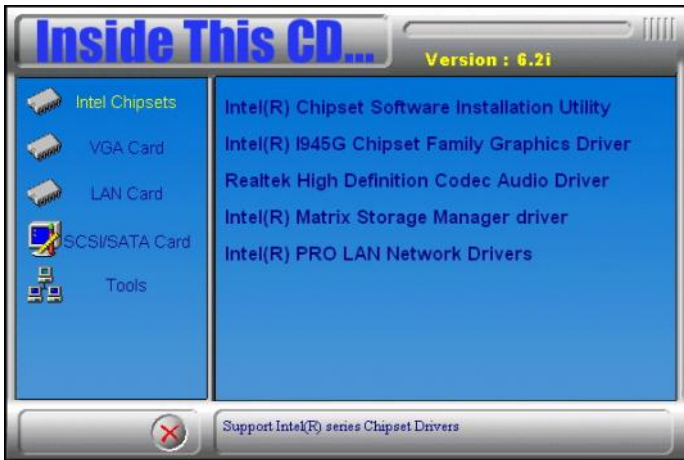 Inside This CD...
Version : 6.2i
Intel Chipsets
VGA Card
LAN Card
SCSI/SATA Card
Tools
Intel(R) Chipset Software Installation Utility
Intel(R) I945G Chipset Family Graphics Driver
Realtek High Definition Codec Audio Driver
Intel(R) Matrix Storage Manager driver
Intel(R) PRO LAN Network Drivers
Support Intel(R) series Chipset Drivers